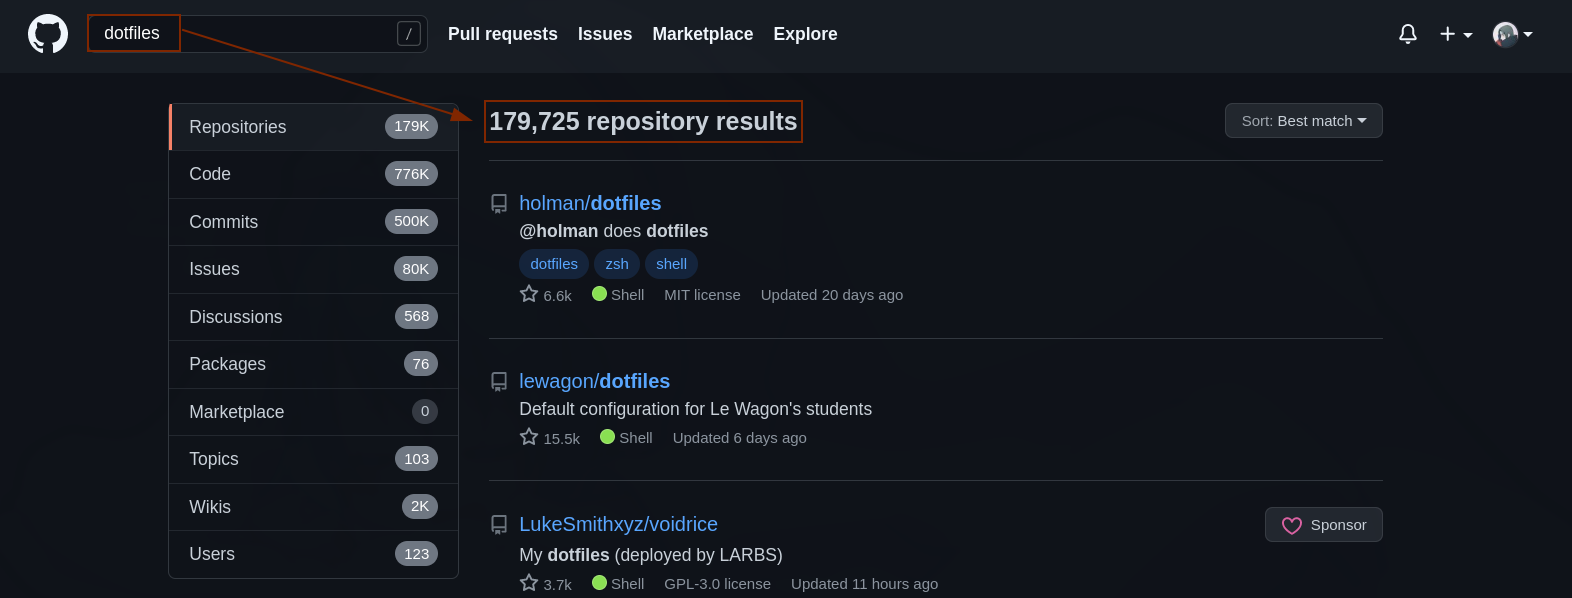 dotfiles / Pull requests Issues Marketplace Explore
Repositories 179K
Code 776K
Commits 500K
Issues 80K
Discussions 568
Packages 76
Marketplace 0
Topics 103
Wikis 2K
Users 123
179,725 repository results
Sort: Best match
holman/dotfiles
@holman does dotfiles
dotfiles zsh shell
6.6k Shell MIT license Updated 20 days ago
lewagon/dotfiles
Default configuration for Le Wagon's students
15.5k Shell Updated 6 days ago
LukeSmithxyz/voidrice
Sponsor
My dotfiles (deployed by LARBS)
3.7k Shell GPL-3.0 license Updated 11 hours ago